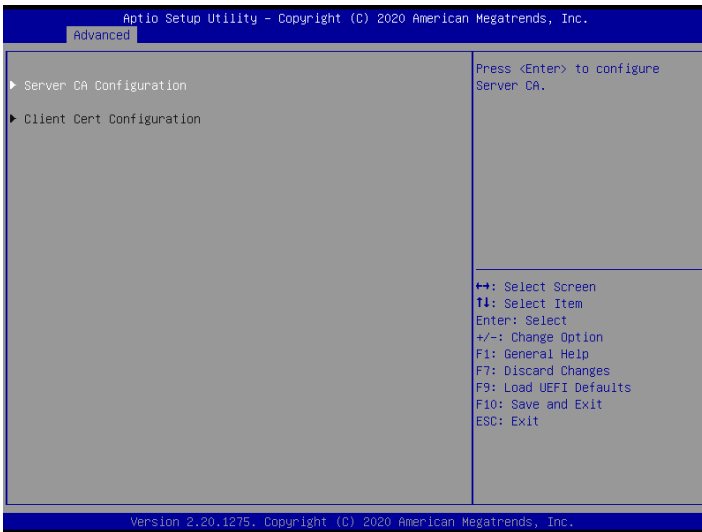 Aptio Setup Utility – Copyright (C) 2020 American Megatrends, Inc.
Advanced
▶ Server CA Configuration
▶ Client Cert Configuration
Press <Enter> to configure
Server CA.
↔: Select Screen
↑↓: Select Item
Enter: Select
+/-: Change Option
F1: General Help
F7: Discard Changes
F9: Load UEFI Defaults
F10: Save and Exit
ESC: Exit
Version 2.20.1275. Copyright (C) 2020 American Megatrends, Inc.